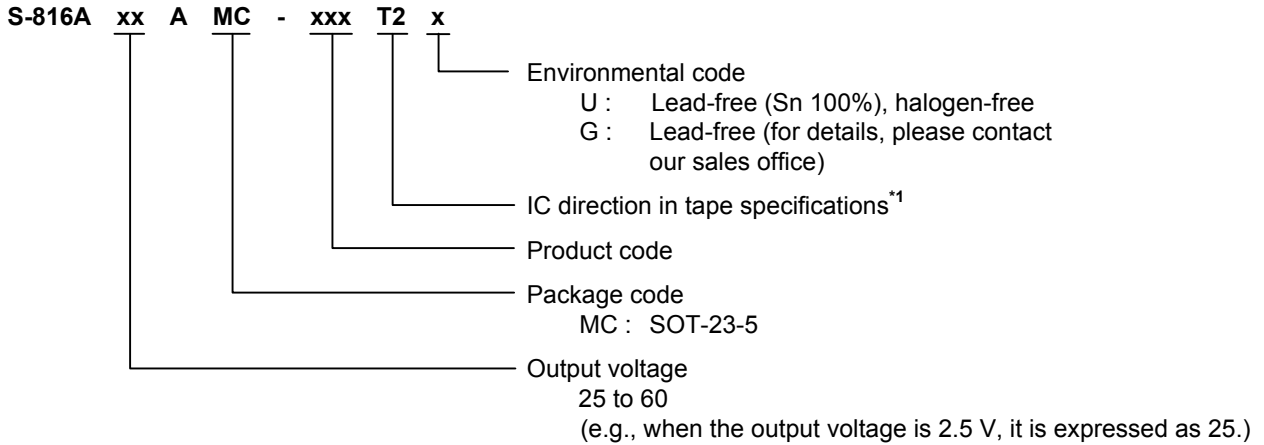 S-816A xx A MC - xxx T2 x
Environmental code
U : Lead-free (Sn 100%), halogen-free
G : Lead-free (for details, please contact
our sales office)
IC direction in tape specifications*1
Product code
Package code
MC : SOT-23-5
Output voltage
25 to 60
(e.g., when the output voltage is 2.5 V, it is expressed as 25.)